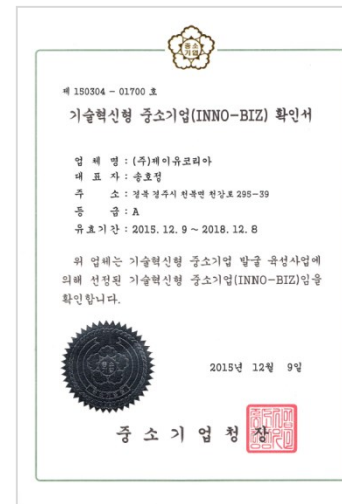 중소
기업
제 150304 - 01700 호
기술혁신형 중소기업(INNO-BIZ) 확인서
업 체 명 : (주)제이유코리아
대 표 자 : 송호정
주 소 : 경북 경주시 천북면 천강로 295-39
등 급 : A
유효기간 : 2015. 12. 9 ~ 2018. 12. 8
위 업체는 기술혁신형 중소기업 발굴 육성사업에
의해 선정된 기술혁신형 중소기업(INNO-BIZ)임을
확인합니다.
2015년 12월 9일
중 소 기 업 청 장